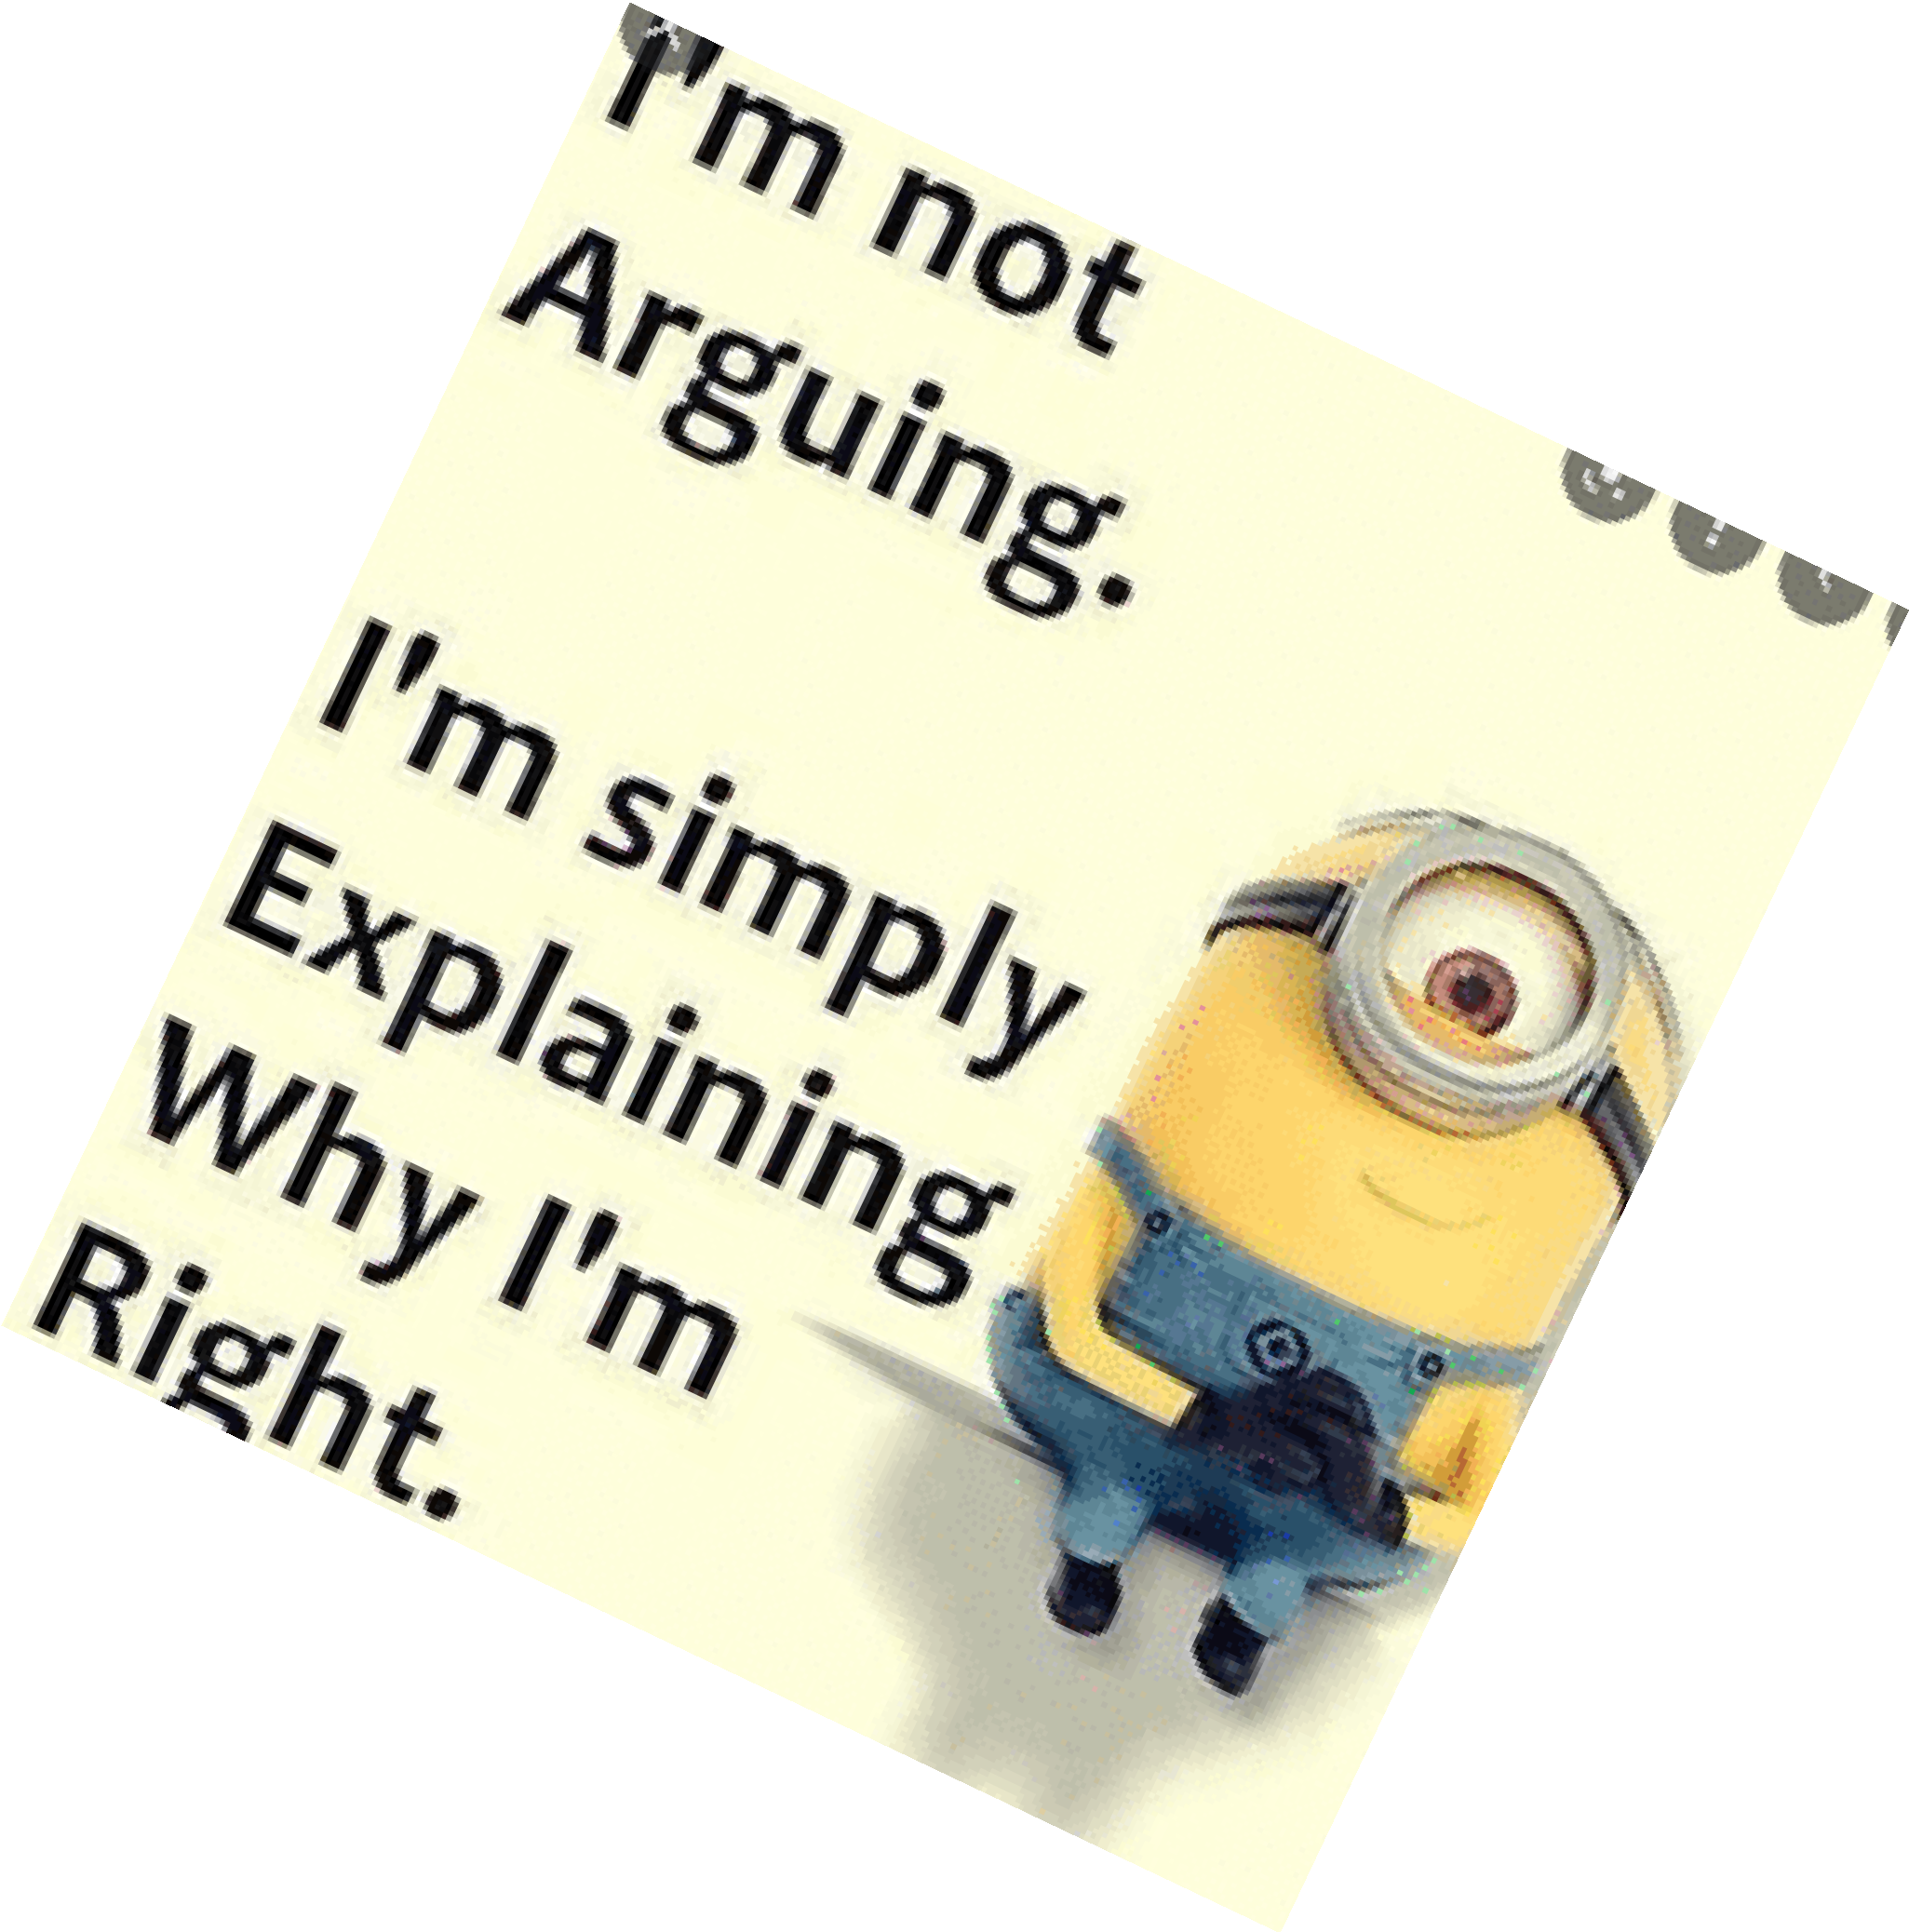 I'm not
Arguing.
I'm simply
Explaining
Why I'm
Right.